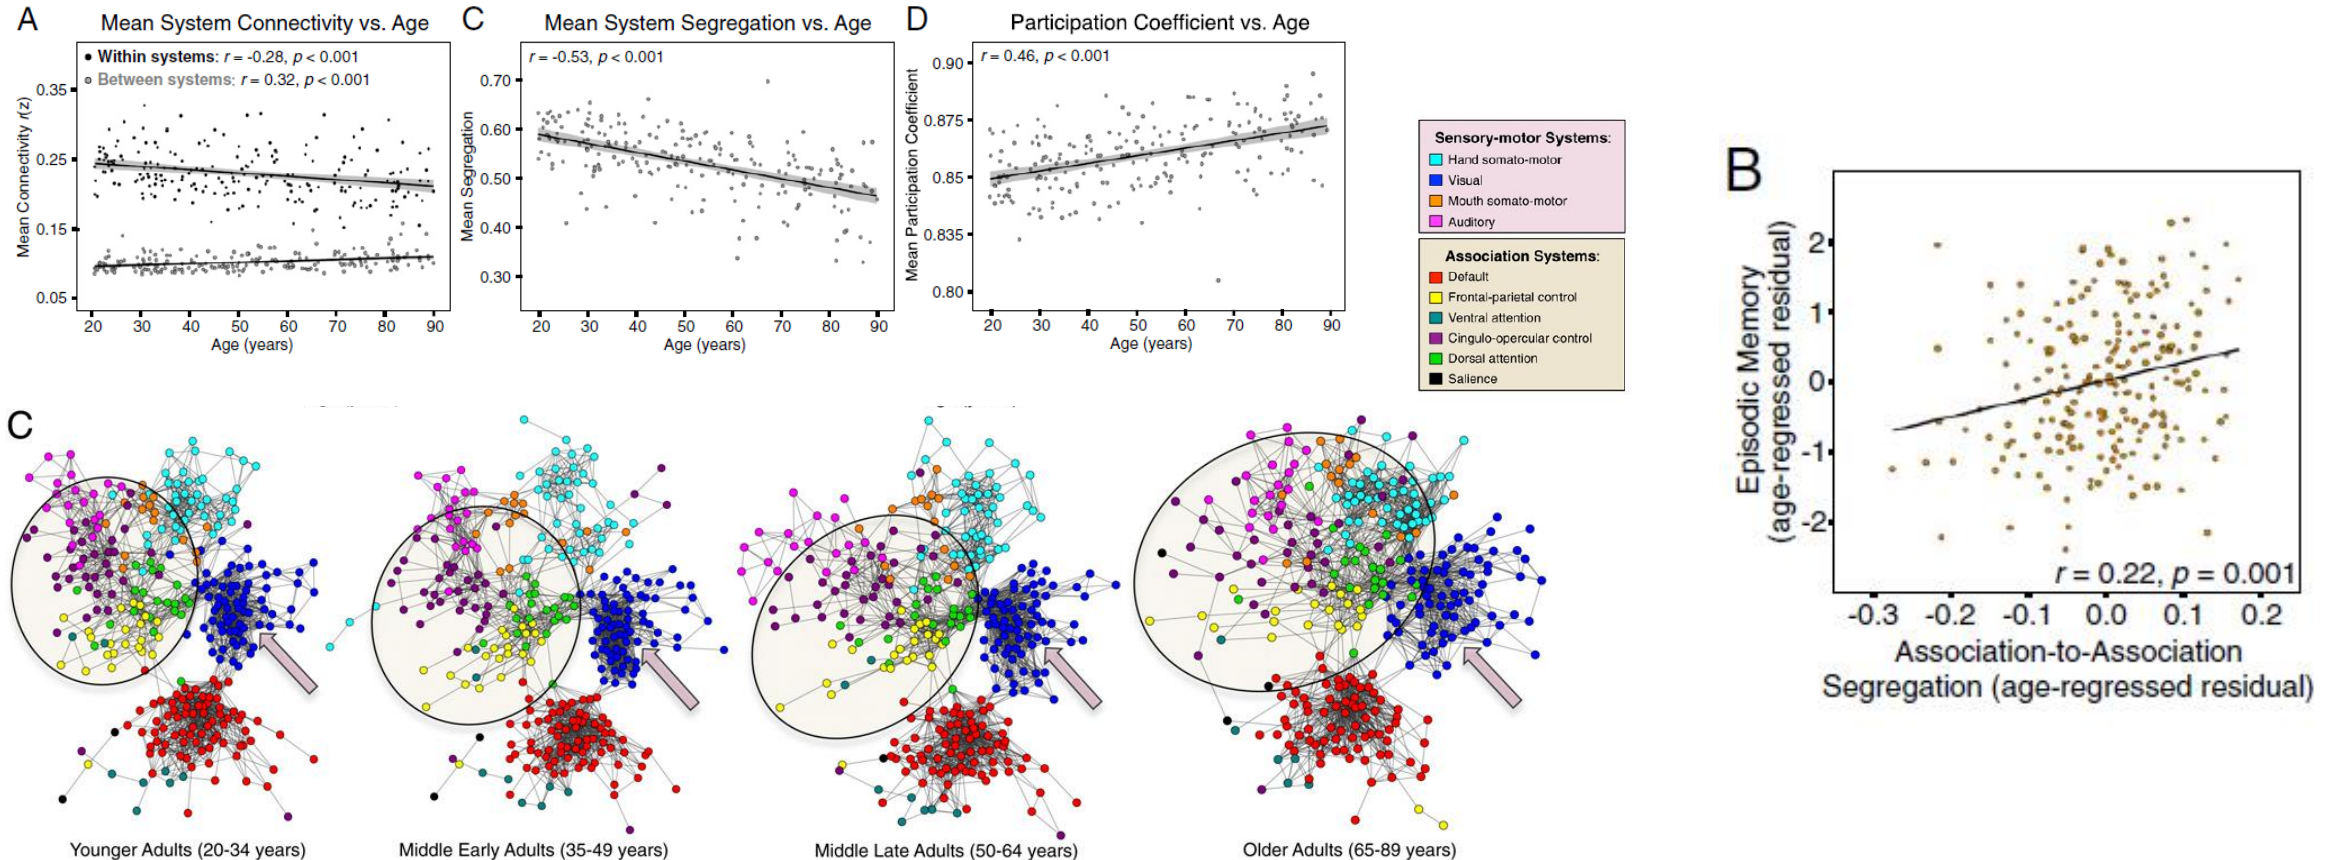 A
Mean System Connectivity vs. Age
Within systems: r = -0.28, p < 0.001
Between systems: r = 0.32, p < 0.001
Mean Connectivity r(z)
0.35
0.25
0.15
0.05
20 30 40 50 60 70 80 90
Age (years)
C
Mean System Segregation vs. Age
r = -0.53, p < 0.001
Mean Segregation
0.70
0.60
0.50
0.40
0.30
20 30 40 50 60 70 80 90
Age (years)
D
Participation Coefficient vs. Age
r = 0.46, p < 0.001
Mean Participation Coefficient
0.90
0.875
0.85
0.835
0.80
20 30 40 50 60 70 80 90
Age (years)
Sensory-motor Systems:
Hand somato-motor
Visual
Mouth somato-motor
Auditory
Association Systems:
Default
Frontal-parietal control
Ventral attention
Cingulo-opercular control
Dorsal attention
Salience
B
Episodic Memory
(age-regressed residual)
2
1
0
-1
-2
r = 0.22, p = 0.001
-0.3 -0.2 -0.1 0.0 0.1 0.2
Association-to-Association
Segregation (age-regressed residual)
C
Younger Adults (20-34 years)
Middle Early Adults (35-49 years)
Middle Late Adults (50-64 years)
Older Adults (65-89 years)